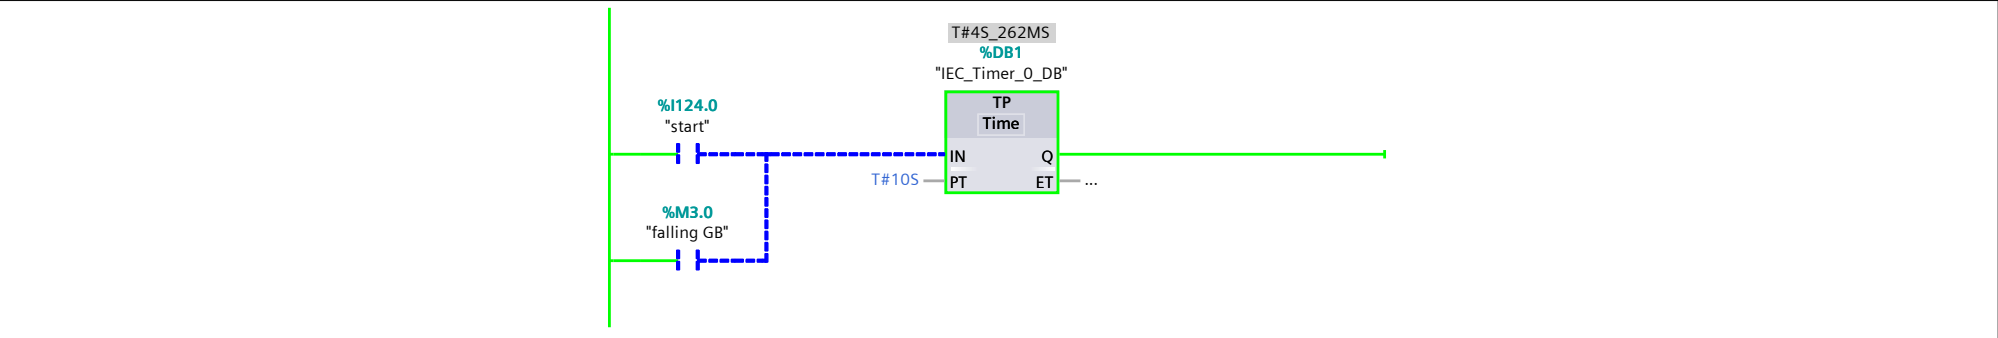 T#4S_262MS
%DB1
"IEC_Timer_0_DB"
%I124.0
"start"
TP
Time
IN Q
T#10S PT ET ...
%M3.0
"falling GB"